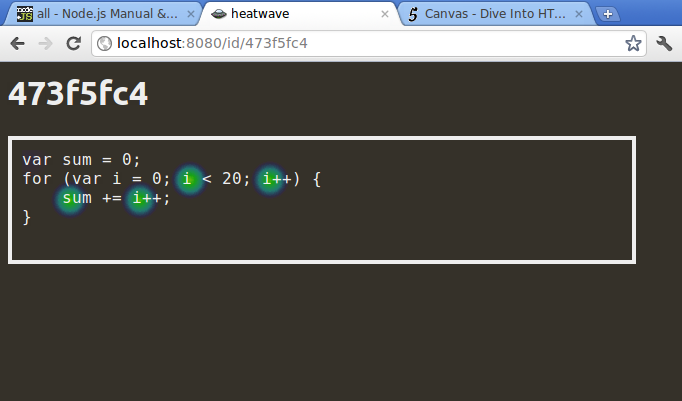 all - Node.js Manual &... heatwave Canvas - Dive Into HT...
localhost:8080/id/473f5fc4
473f5fc4
var sum = 0;
for (var i = 0; i < 20; i++) {
    sum += i++;
}